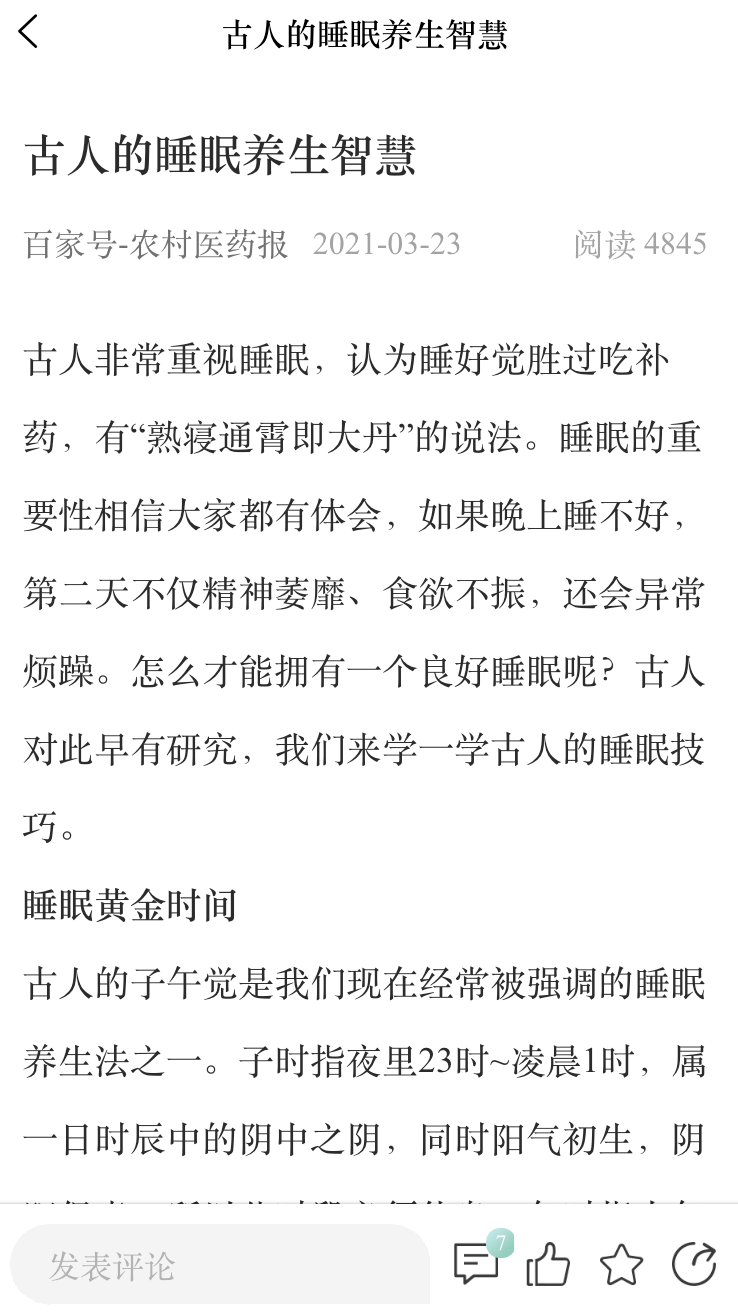 古人的睡眠养生智慧
古人的睡眠养生智慧
百家号-农村医药报 2021-03-23 阅读 4845
古人非常重视睡眠，认为睡好觉胜过吃补
药，有“熟寝通霄即大丹”的说法。睡眠的重
要性相信大家都有体会，如果晚上睡不好，
第二天不仅精神萎靡、食欲不振，还会异常
烦躁。怎么才能拥有一个良好睡眠呢？古人
对此早有研究，我们来学一学古人的睡眠技
巧。
睡眠黄金时间
古人的子午觉是我们现在经常被强调的睡眠
养生法之一。子时指夜里23时~凌晨1时，属
一日时辰中的阴中之阴，同时阳气初生，阴
发表评论
7